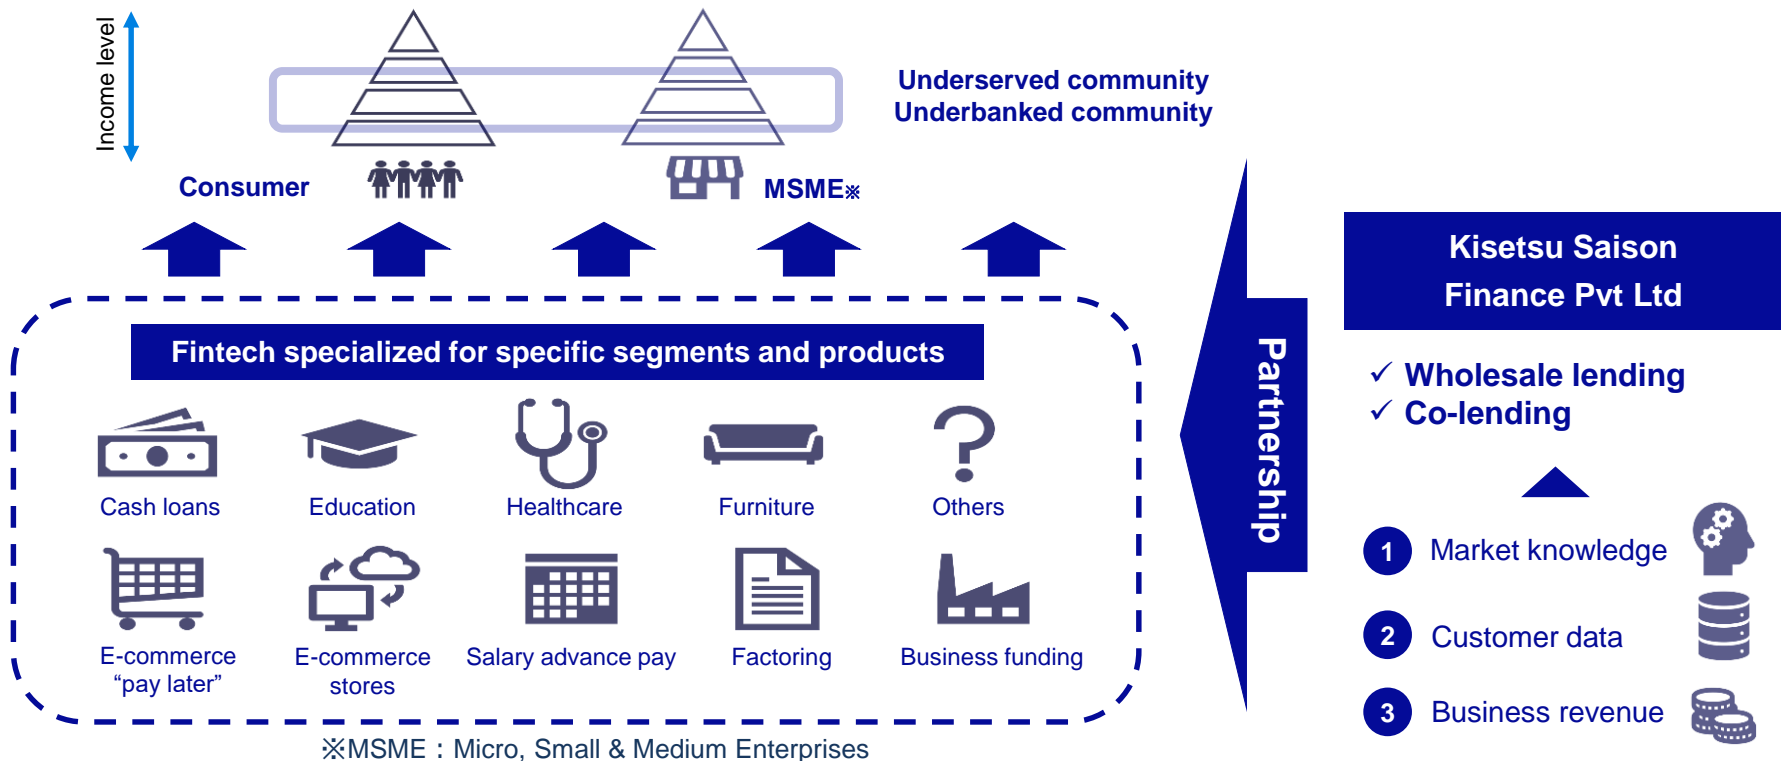 Income level
Underserved community
Underbanked community
Consumer
MSME※
Kisetsu Saison
Finance Pvt Ltd
Fintech specialized for specific segments and products
Partnership
✓ Wholesale lending
✓ Co-lending
Cash loans
Education
Healthcare
Furniture
Others
E-commerce
“pay later”
E-commerce
stores
Salary advance pay
Factoring
Business funding
1 Market knowledge
2 Customer data
3 Business revenue
※MSME：Micro, Small & Medium Enterprises